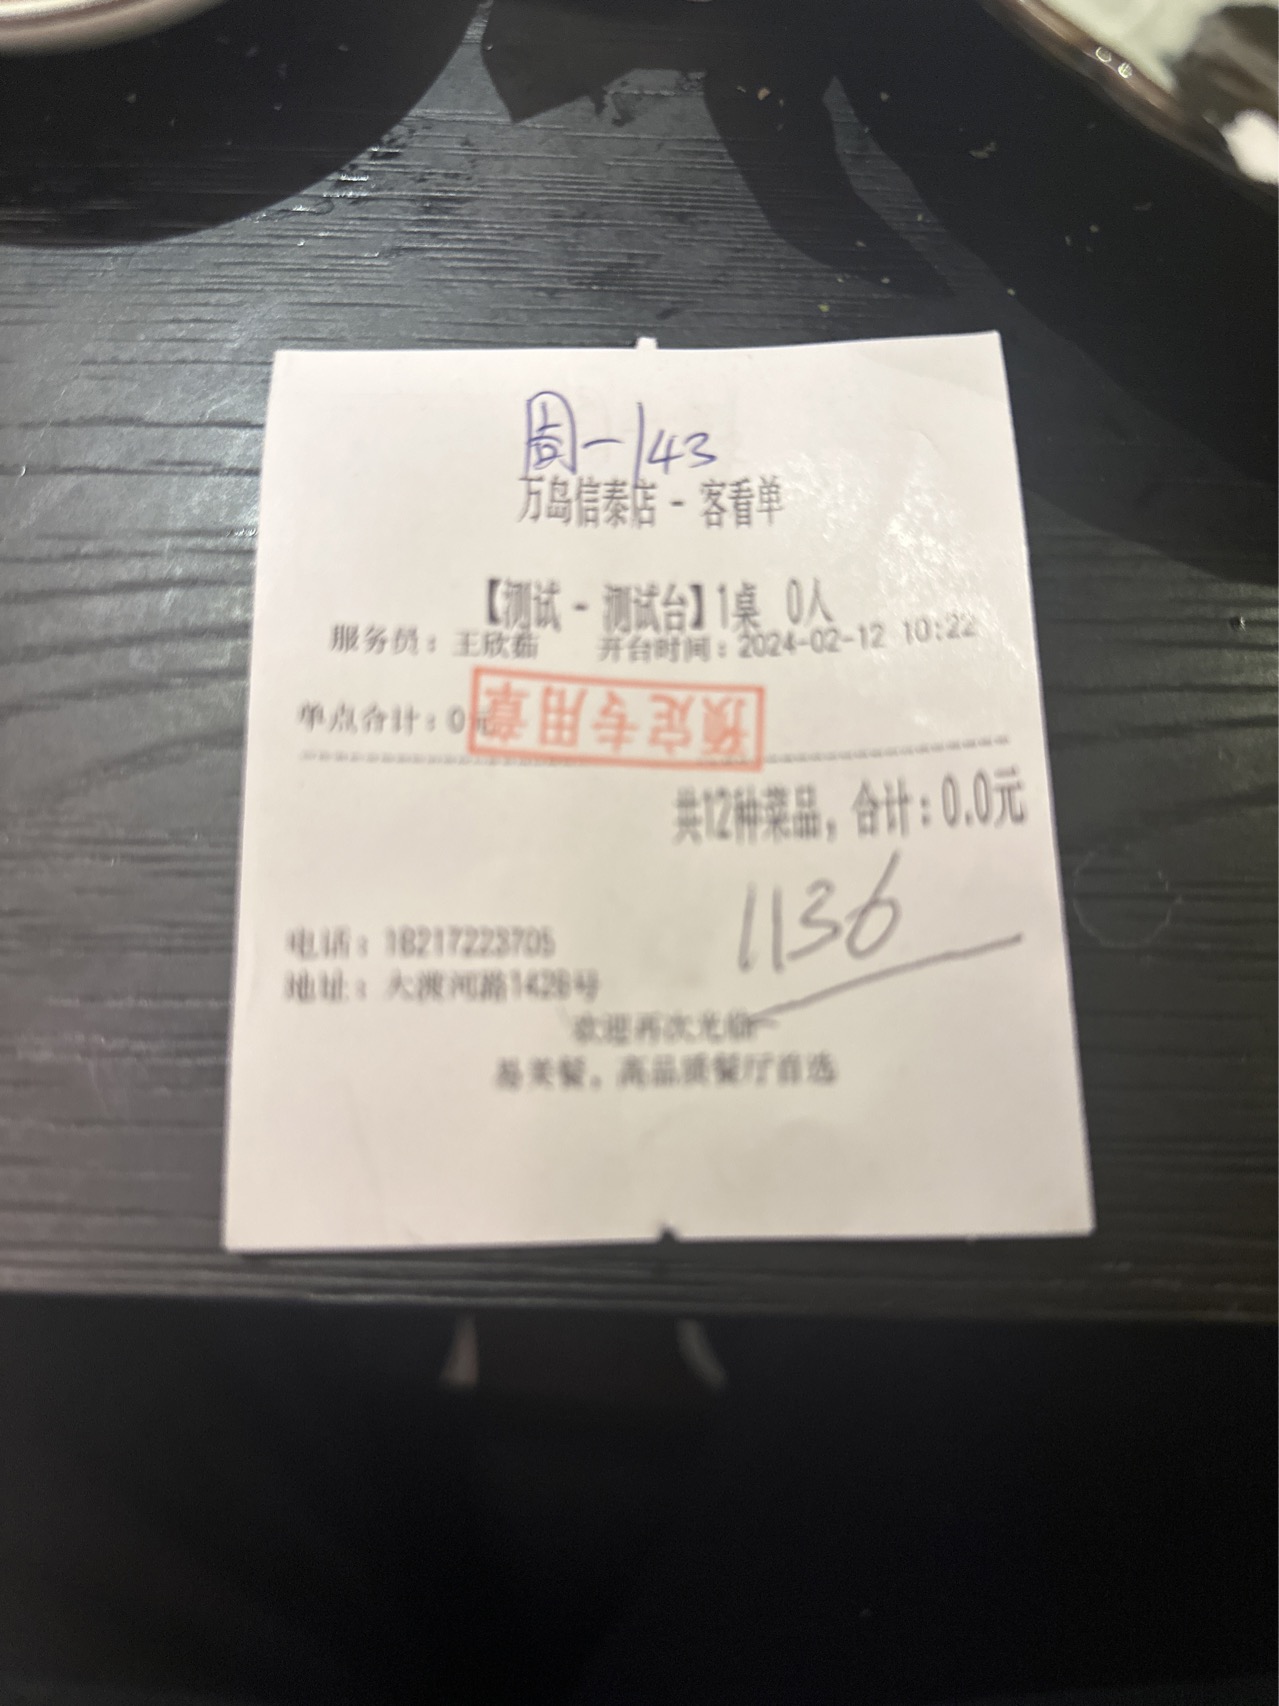 周一/43
万岛信泰店 - 客看单
【测试 - 测试台】1桌 0人
服务员：王欣茹 开台时间：2024-02-12 10:22
单点合计：0元
预定专用章
共12种菜品，合计：0.0元
1136
电话：18217223705
地址：大渡河路1428号
欢迎再次光临
易美餐，高品质餐厅首选